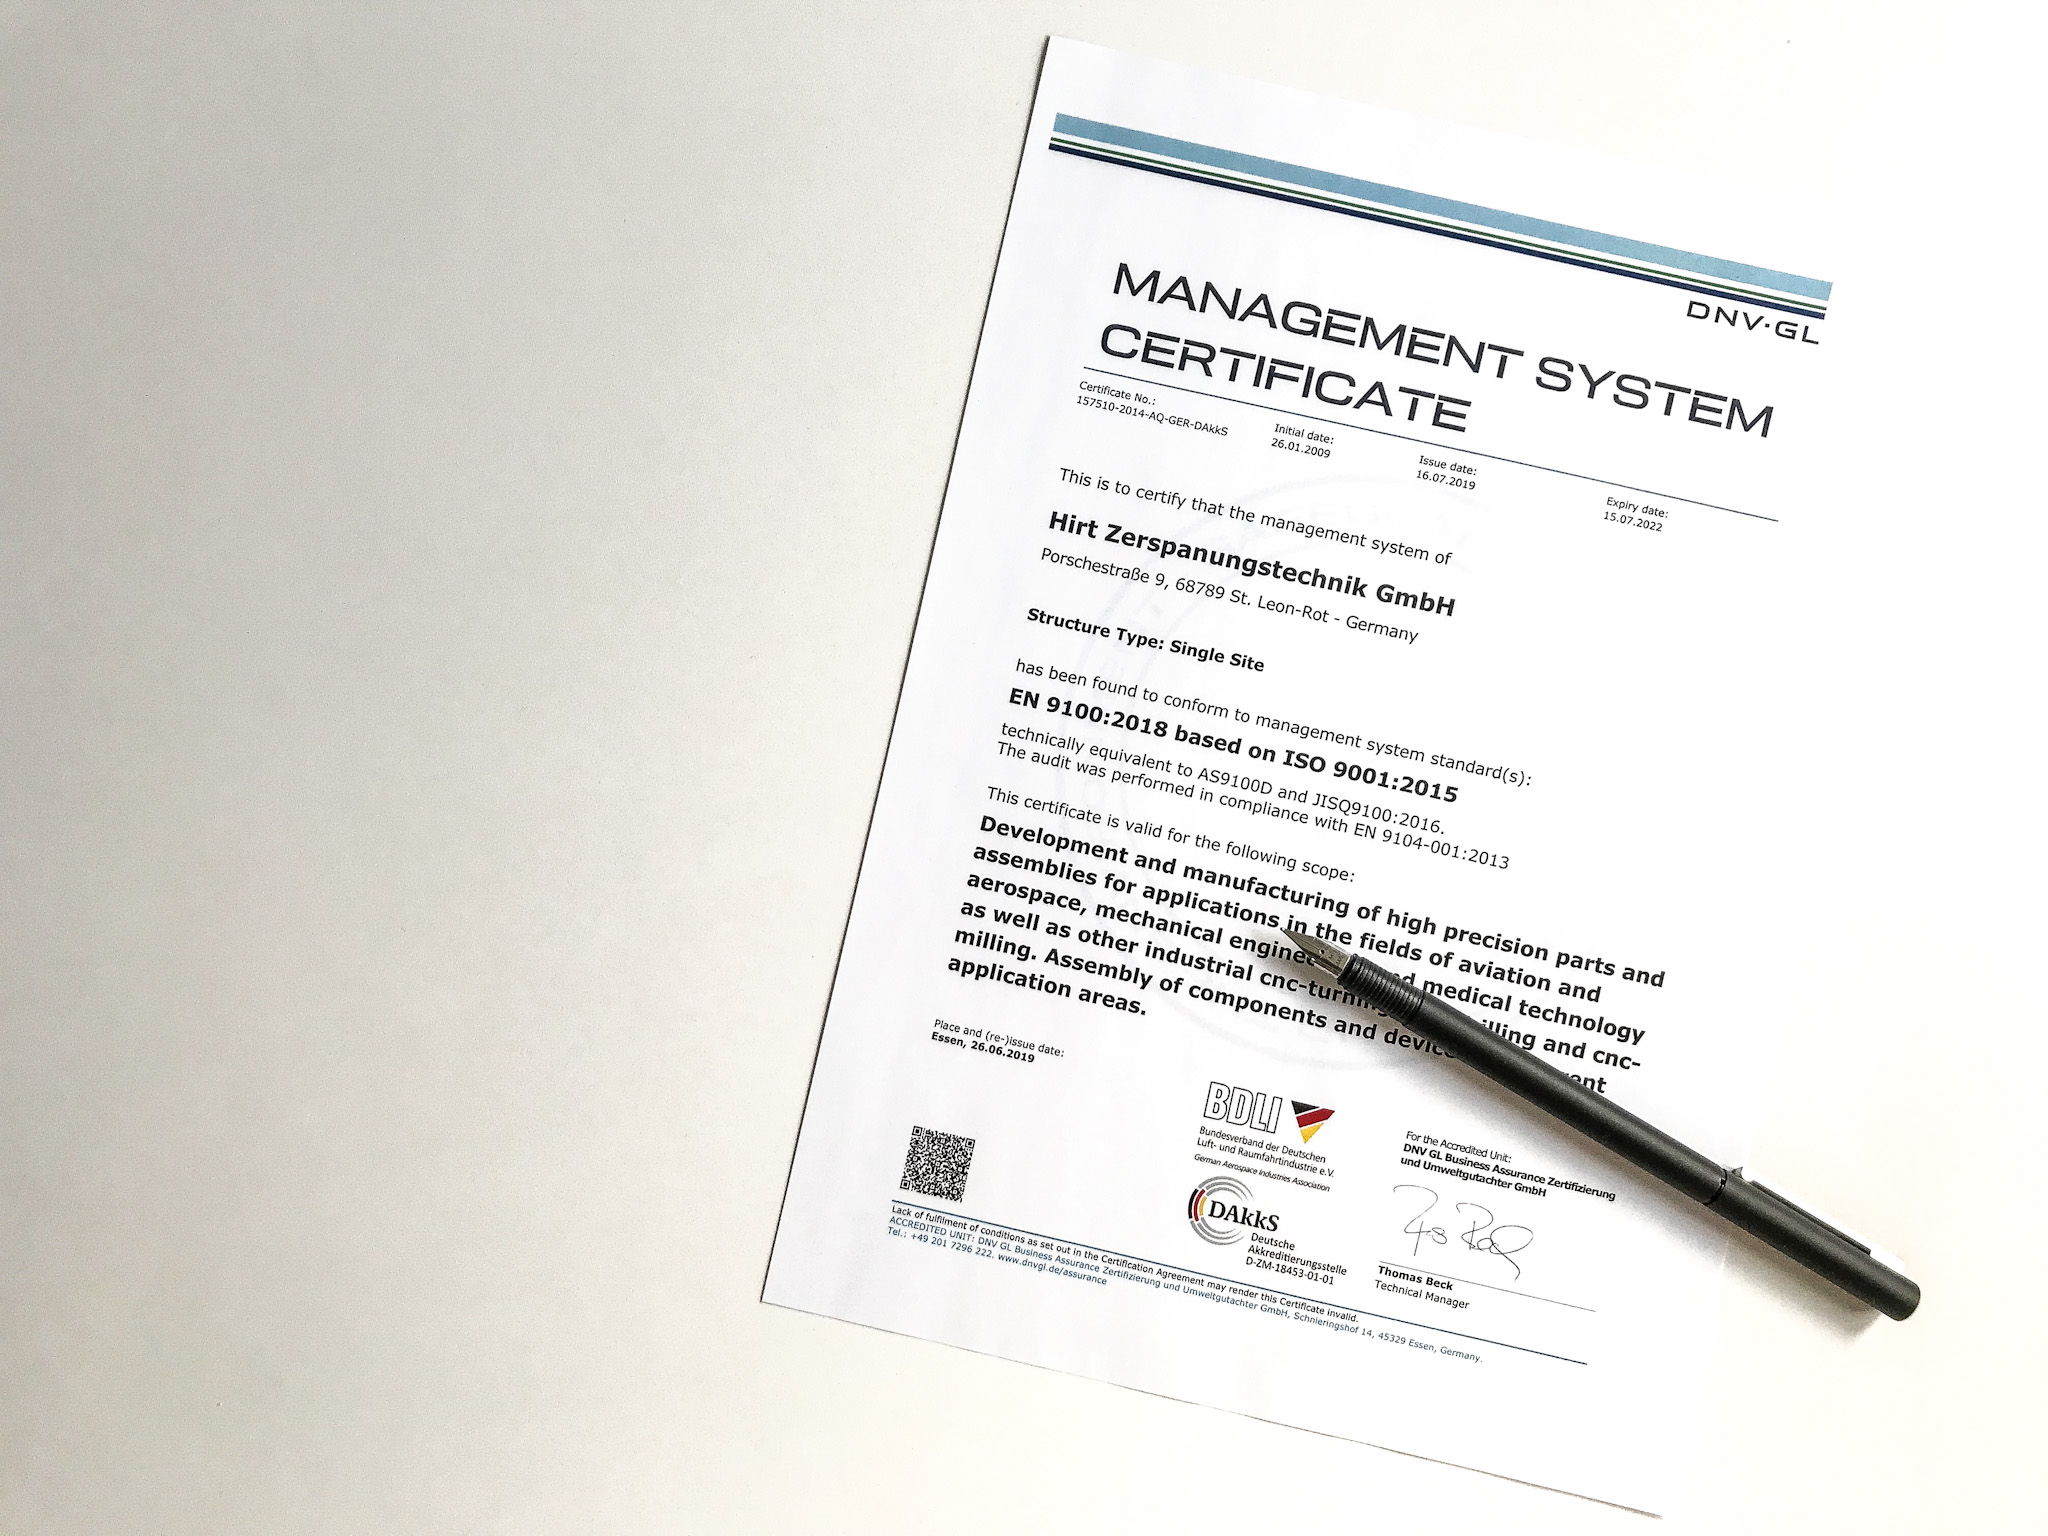 DNV·GL
MANAGEMENT SYSTEM
CERTIFICATE
Certificate No.:
157510-2014-AQ-GER-DAkkS
Initial date:
26.01.2009
Issue date:
16.07.2019
Expiry date:
15.07.2022
This is to certify that the management system of
Hirt Zerspanungstechnik GmbH
Porschestraße 9, 68789 St. Leon-Rot - Germany
Structure Type: Single Site
has been found to conform to management system standard(s):
EN 9100:2018 based on ISO 9001:2015
technically equivalent to AS9100D and JISQ9100:2016.
The audit was performed in compliance with EN 9104-001:2013
This certificate is valid for the following scope:
Development and manufacturing of high precision parts and
assemblies for applications in the fields of aviation and
aerospace, mechanical medical technology
as well as other industrial and cnc-
milling. Assembly of components and
application areas.
Place and (re-)issue date:
Essen, 26.06.2019
BDLI
Bundesverband der Deutschen
Luft- und Raumfahrtindustrie e.V.
German Aerospace Industries Association
DAkkS
Deutsche
Akkreditierungsstelle
D-ZM-18453-01-01
For the Accredited Unit:
DNV GL Business Assurance Zertifizierung
und Umweltgutachter GmbH
Thomas Beck
Technical Manager
Lack of fulfilment of conditions as set out in the Certification Agreement may render this Certificate invalid.
ACCREDITED UNIT: DNV GL Business Assurance Zertifizierung und Umweltgutachter GmbH, Schnieringshof 14, 45329 Essen, Germany.
Tel.: +49 201 7296 222. www.dnvgl.de/assurance